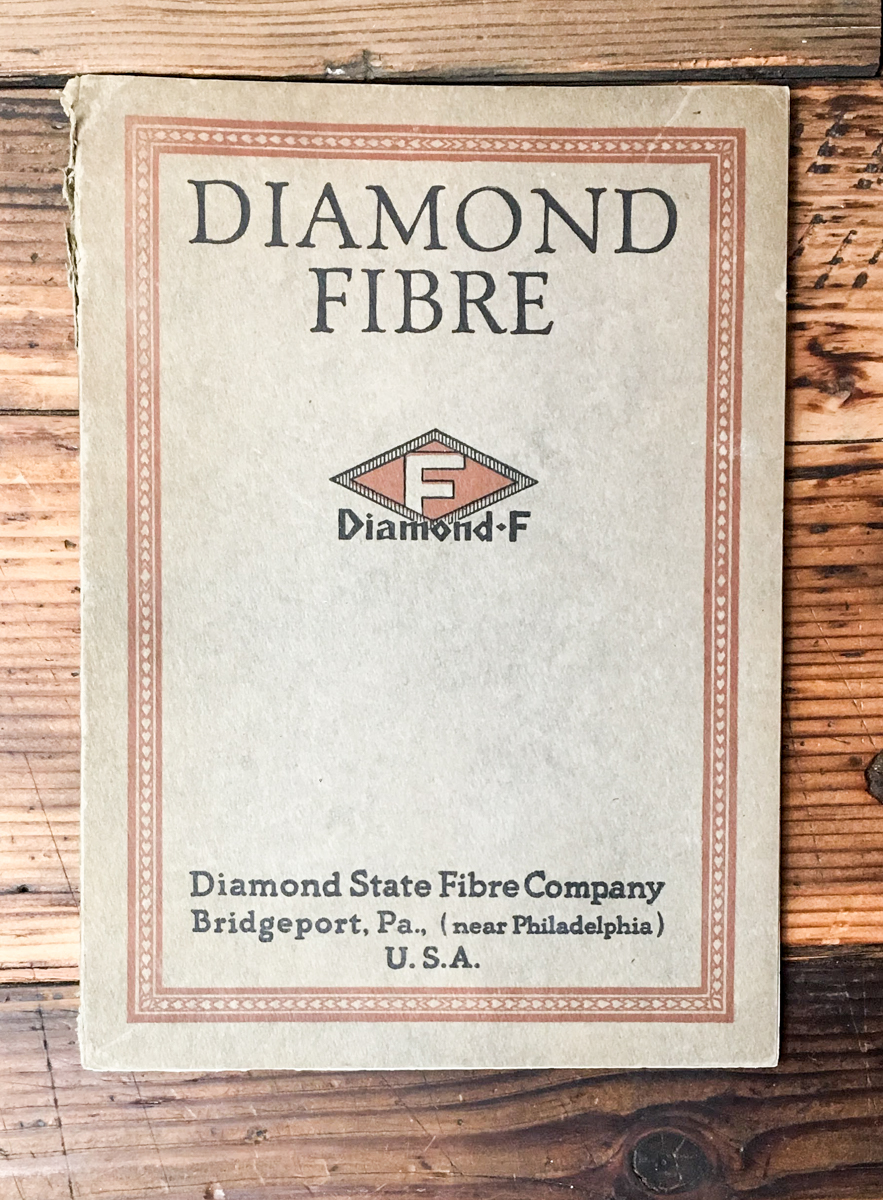 DIAMOND
FIBRE
F
Diamond·F
Diamond State Fibre Company
Bridgeport, Pa., (near Philadelphia)
U.S.A.